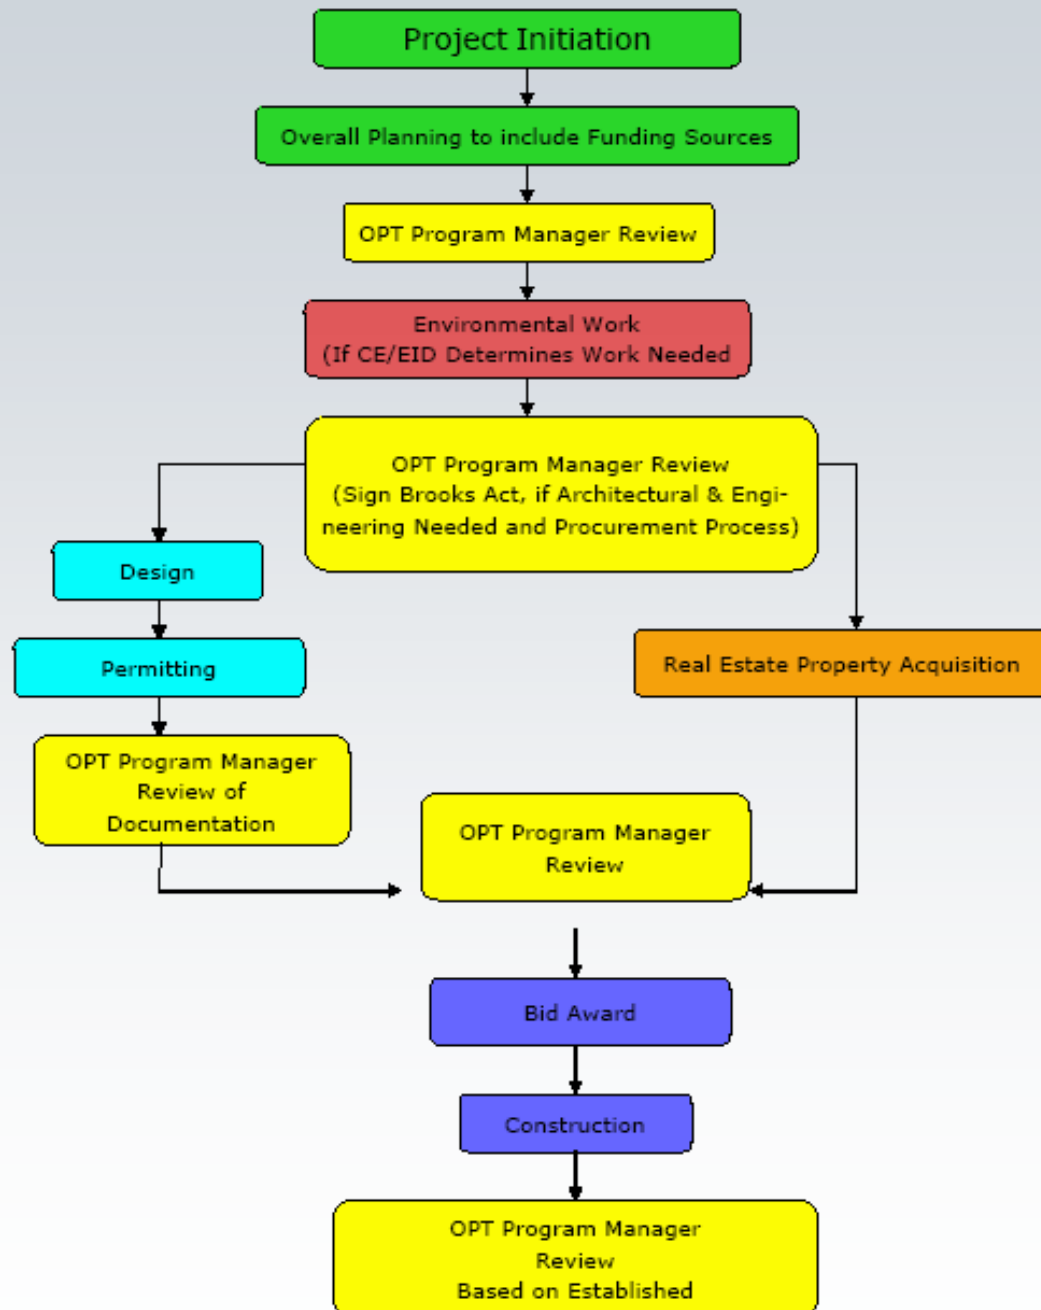 Project Initiation
Overall Planning to include Funding Sources
OPT Program Manager Review
Environmental Work
(If CE/EID Determines Work Needed
OPT Program Manager Review
(Sign Brooks Act, if Architectural & Engi-
neering Needed and Procurement Process)
Design
Permitting
Real Estate Property Acquisition
OPT Program Manager
Review of
Documentation
OPT Program Manager
Review
Bid Award
Construction
OPT Program Manager
Review
Based on Established